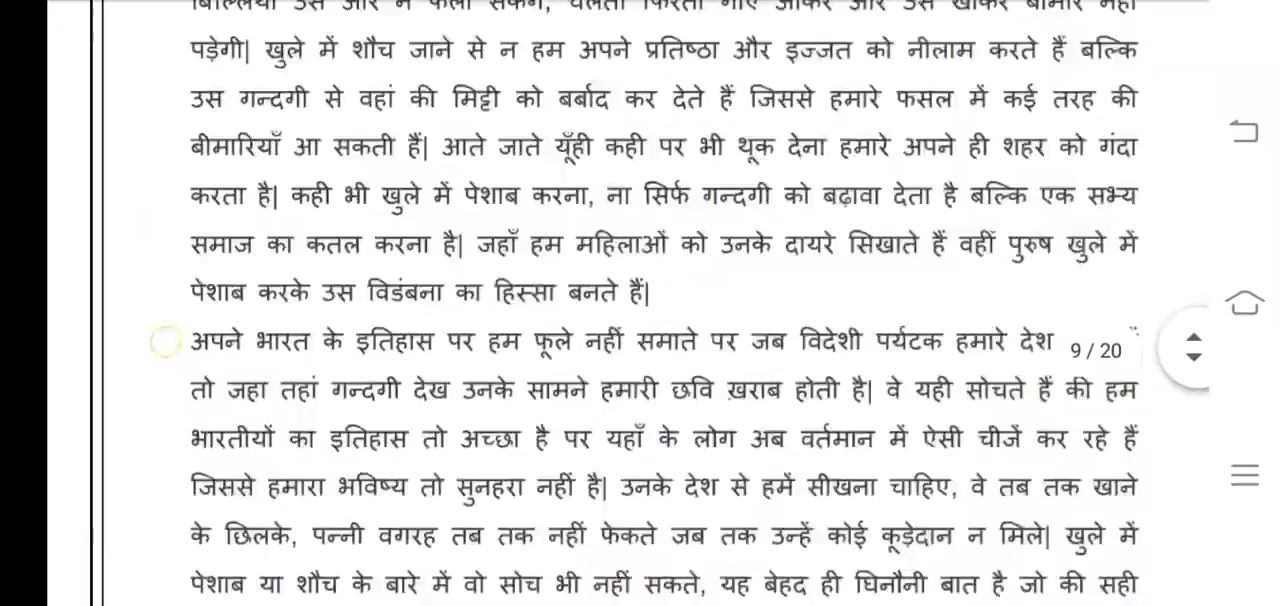 पड़ेगी| खुले में शौच जाने से न हम अपने प्रतिष्ठा और इज्जत को नीलाम करते हैं बल्कि
उस गन्दगी से वहां की मिट्टी को बर्बाद कर देते हैं जिससे हमारे फसल में कई तरह की
बीमारियाँ आ सकती हैं| आते जाते यूँही कही पर भी थूक देना हमारे अपने ही शहर को गंदा
करता है| कही भी खुले में पेशाब करना, ना सिर्फ गन्दगी को बढ़ावा देता है बल्कि एक सभ्य
समाज का कतल करना है| जहाँ हम महिलाओं को उनके दायरे सिखाते हैं वहीं पुरुष खुले में
पेशाब करके उस विडंबना का हिस्सा बनते हैं|
अपने भारत के इतिहास पर हम फूले नहीं समाते पर जब विदेशी पर्यटक हमारे देश
9 / 20
तो जहा तहां गन्दगी देख उनके सामने हमारी छवि ख़राब होती है| वे यही सोचते हैं की हम
भारतीयों का इतिहास तो अच्छा है पर यहाँ के लोग अब वर्तमान में ऐसी चीजें कर रहे हैं
जिससे हमारा भविष्य तो सुनहरा नहीं है| उनके देश से हमें सीखना चाहिए, वे तब तक खाने
के छिलके, पन्नी वगरह तब तक नहीं फेकते जब तक उन्हें कोई कूड़ेदान न मिले| खुले में
पेशाब या शौच के बारे में वो सोच भी नहीं सकते, यह बेहद ही घिनौनी बात है जो की सही